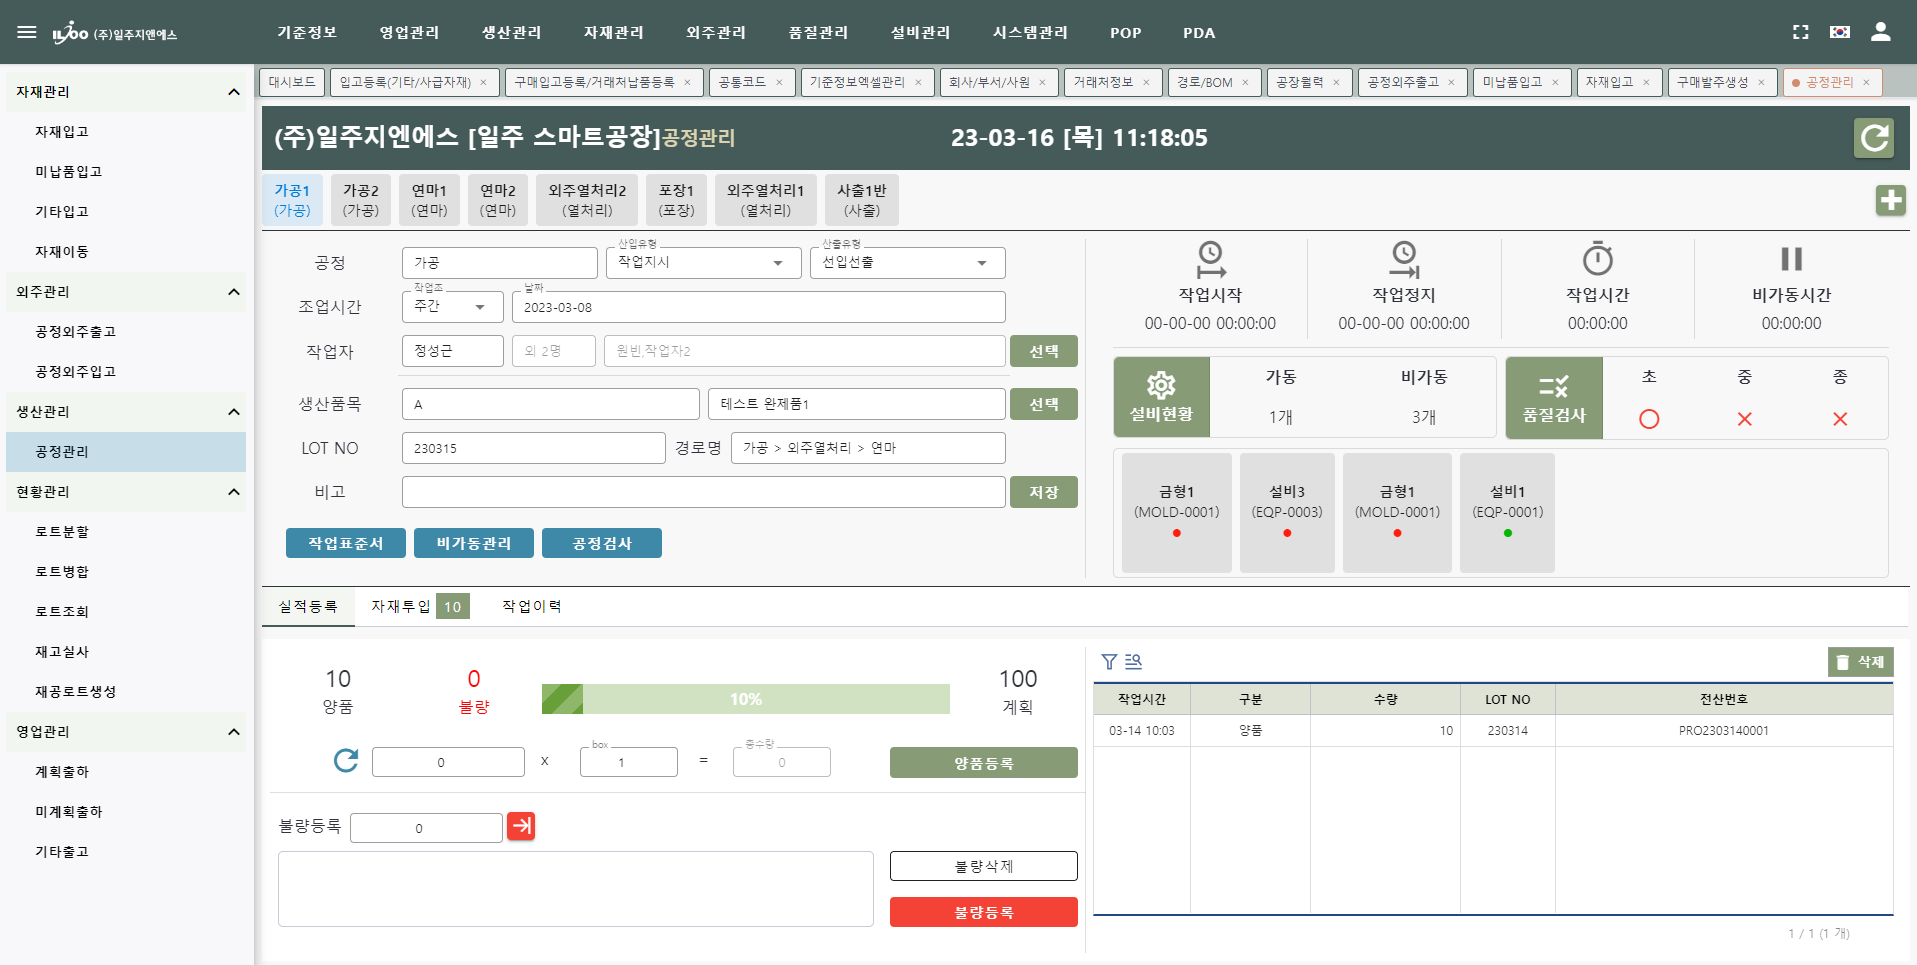 ILJOO (주)일주지앤에스
기준정보 영업관리 생산관리 자재관리 외주관리 품질관리 설비관리 시스템관리 POP PDA
대시보드 입고등록(기타/사급자재) × 구매입고등록/거래처납품등록 × 공통코드 × 기준정보엑셀관리 × 회사/부서/사원 × 거래처정보 × 경로/BOM × 공장월력 × 공정외주출고 × 미납품입고 × 자재입고 × 구매발주생성 × 공정관리 ×
자재관리
자재입고
미납품입고
기타입고
자재이동
외주관리
공정외주출고
공정외주입고
생산관리
공정관리
현황관리
로트분할
로트병합
로트조회
재고실사
재공로트생성
영업관리
계획출하
미계획출하
기타출고
(주)일주지엔에스 [일주 스마트공장]공정관리 23-03-16 [목] 11:18:05
가공1 가공2 연마1 연마2 외주열처리2 포장1 외주열처리1 사출1반
(가공) (가공) (연마) (연마) (열처리) (포장) (열처리) (사출)
산입유형 산출유형
공정 가공 작업지시 선입선출
작업조 날짜
조업시간 주간 2023-03-08
작업자 정성근 외 2명 원빈,작업자2 선택
생산품목 A 테스트 완제품1 선택
LOT NO 230315 경로명 가공 > 외주열처리 > 연마
비고 저장
작업표준서 비가동관리 공정검사
작업시작 작업정지 작업시간 비가동시간
00-00-00 00:00:00 00-00-00 00:00:00 00:00:00 00:00:00
설비현황 가동 비가동 품질검사 초 중 종
1개 3개
금형1 설비3 금형1 설비1
(MOLD-0001) (EQP-0003) (MOLD-0001) (EQP-0001)
실적등록 자재투입 10 작업이력
10 0 10% 100
양품 불량 계획
box 총수량
0 x 1 = 0 양품등록
불량등록 0
불량삭제
불량등록
삭제
작업시간 구분 수량 LOT NO 전산번호
03-14 10:03 양품 10 230314 PRO2303140001
1 / 1 (1 개)